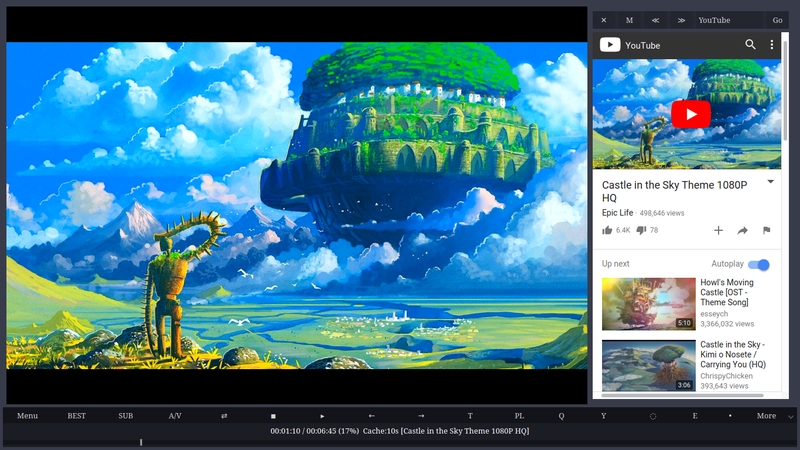 ✕ M ≪ ≫ YouTube Go
YouTube
Castle in the Sky Theme 1080P
HQ
Epic Life · 498,646 views
6.4K 78
Up next Autoplay
Howl's Moving
Castle [OST -
Theme Song]
esseych
3,366,032 views
5:10
Castle in the Sky -
Kimi o Nosete /
Carrying You (HQ)
ChrispyChicken
393,643 views
3:06
Menu BEST SUB A/V ⇄ ■ ▸ ← → T PL Q Y ◌ E • More
00:01:10 / 00:06:45 (17%) Cache:10s [Castle in the Sky Theme 1080P HQ]